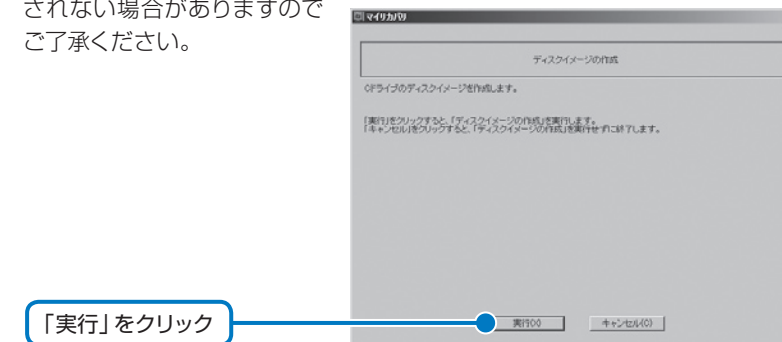 されない場合がありますので
ご了承ください。
マイリカバリ
ディスクイメージの作成
Cドライブのディスクイメージを作成します。
「実行」をクリックすると、「ディスクイメージの作成」を実行します。
「キャンセル」をクリックすると、「ディスクイメージの作成」を実行せずに終了します。
「実行」をクリック
実行(X)
キャンセル(C)